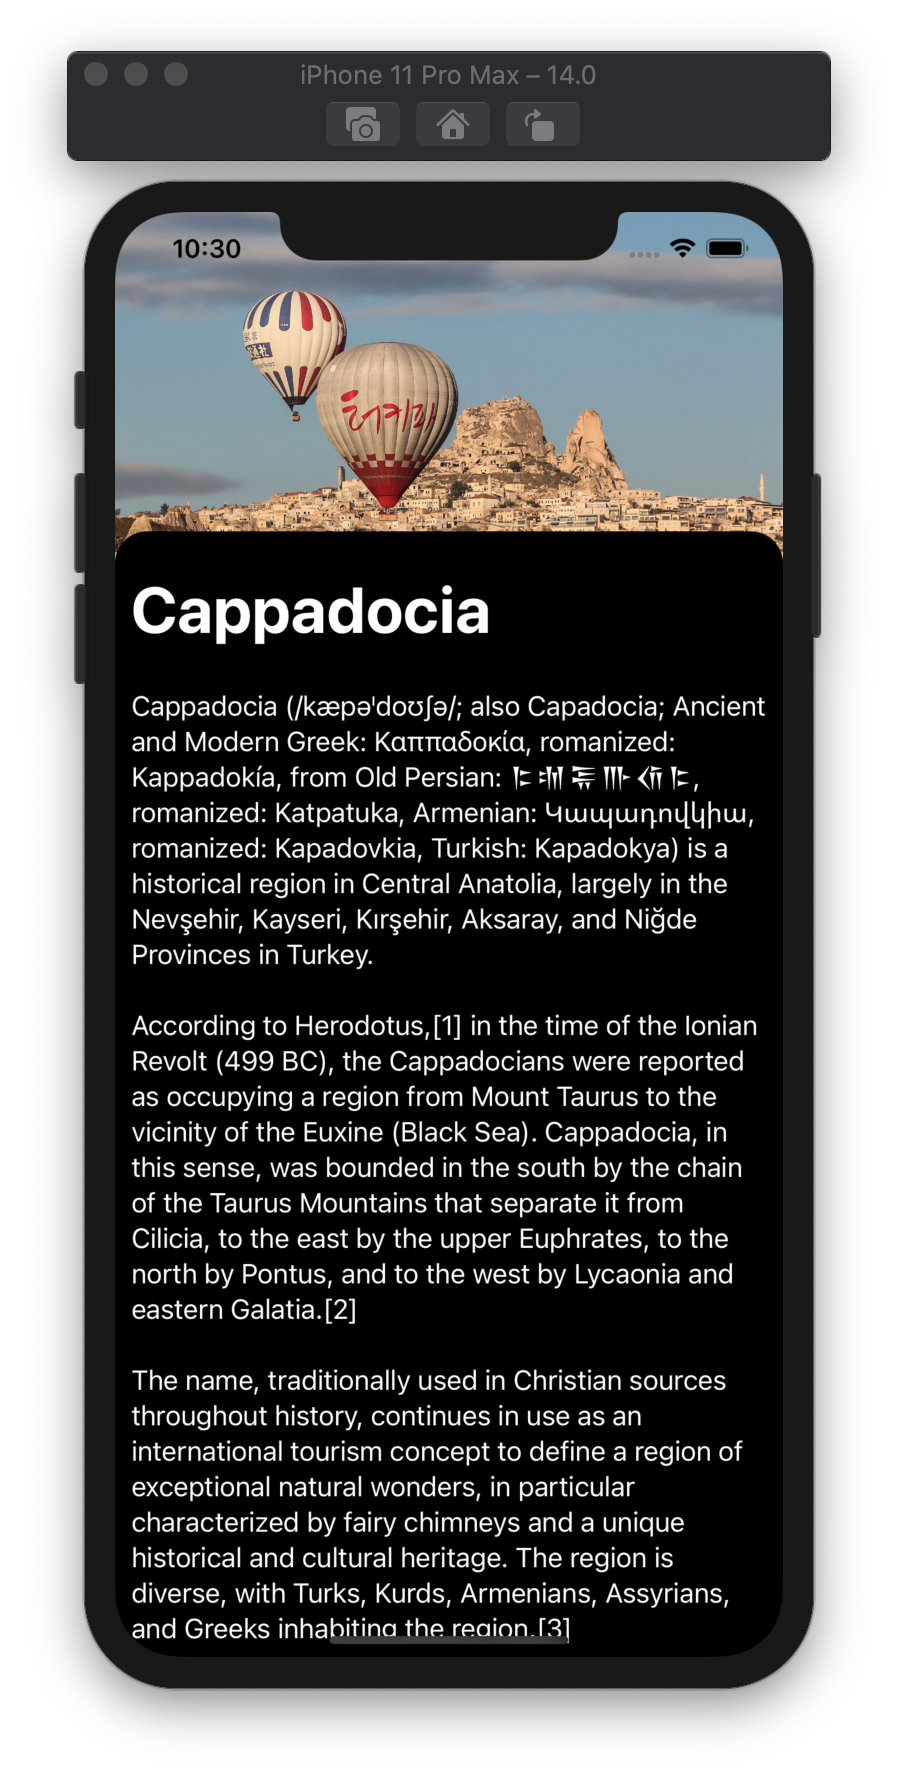 iPhone 11 Pro Max – 14.0
10:30
터키파
Cappadocia
Cappadocia (/kæpəˈdoʊʃə/; also Capadocia; Ancient
and Modern Greek: Καππαδοκία, romanized:
Kappadokía, from Old Persian: 𐎣𐎫𐎱𐎬𐎢𐎣,
romanized: Katpatuka, Armenian: Կապադովկիա,
romanized: Kapadovkia, Turkish: Kapadokya) is a
historical region in Central Anatolia, largely in the
Nevşehir, Kayseri, Kırşehir, Aksaray, and Niğde
Provinces in Turkey.
According to Herodotus,[1] in the time of the Ionian
Revolt (499 BC), the Cappadocians were reported
as occupying a region from Mount Taurus to the
vicinity of the Euxine (Black Sea). Cappadocia, in
this sense, was bounded in the south by the chain
of the Taurus Mountains that separate it from
Cilicia, to the east by the upper Euphrates, to the
north by Pontus, and to the west by Lycaonia and
eastern Galatia.[2]
The name, traditionally used in Christian sources
throughout history, continues in use as an
international tourism concept to define a region of
exceptional natural wonders, in particular
characterized by fairy chimneys and a unique
historical and cultural heritage. The region is
diverse, with Turks, Kurds, Armenians, Assyrians,
and Greeks inhabiting the region.[3]